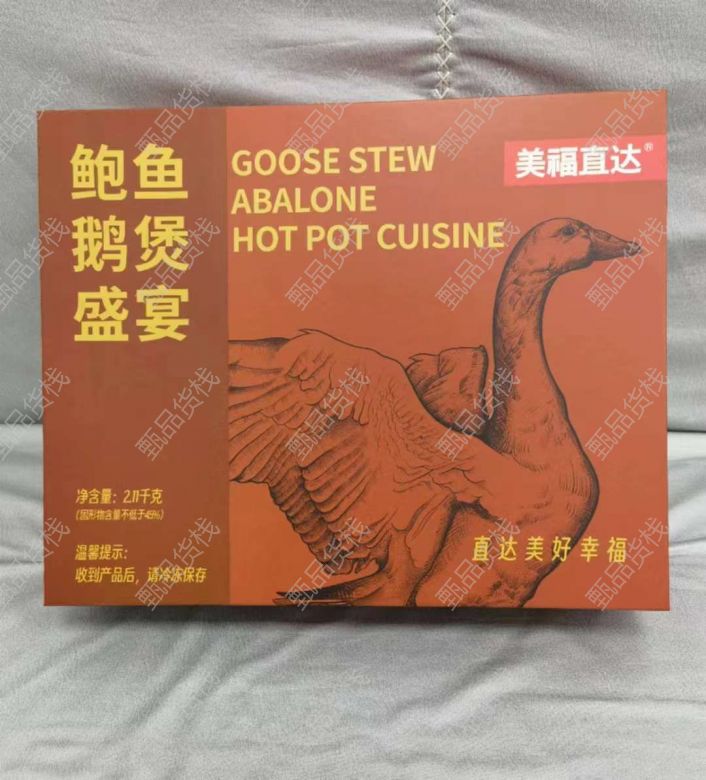 鲍鱼
鹅煲
盛宴
GOOSE STEW
ABALONE
HOT POT CUISINE
美福直达®
净含量：2.11千克
（固形物含量不低于45%）
温馨提示：
收到产品后，请冷冻保存
直达美好幸福
甄品货栈